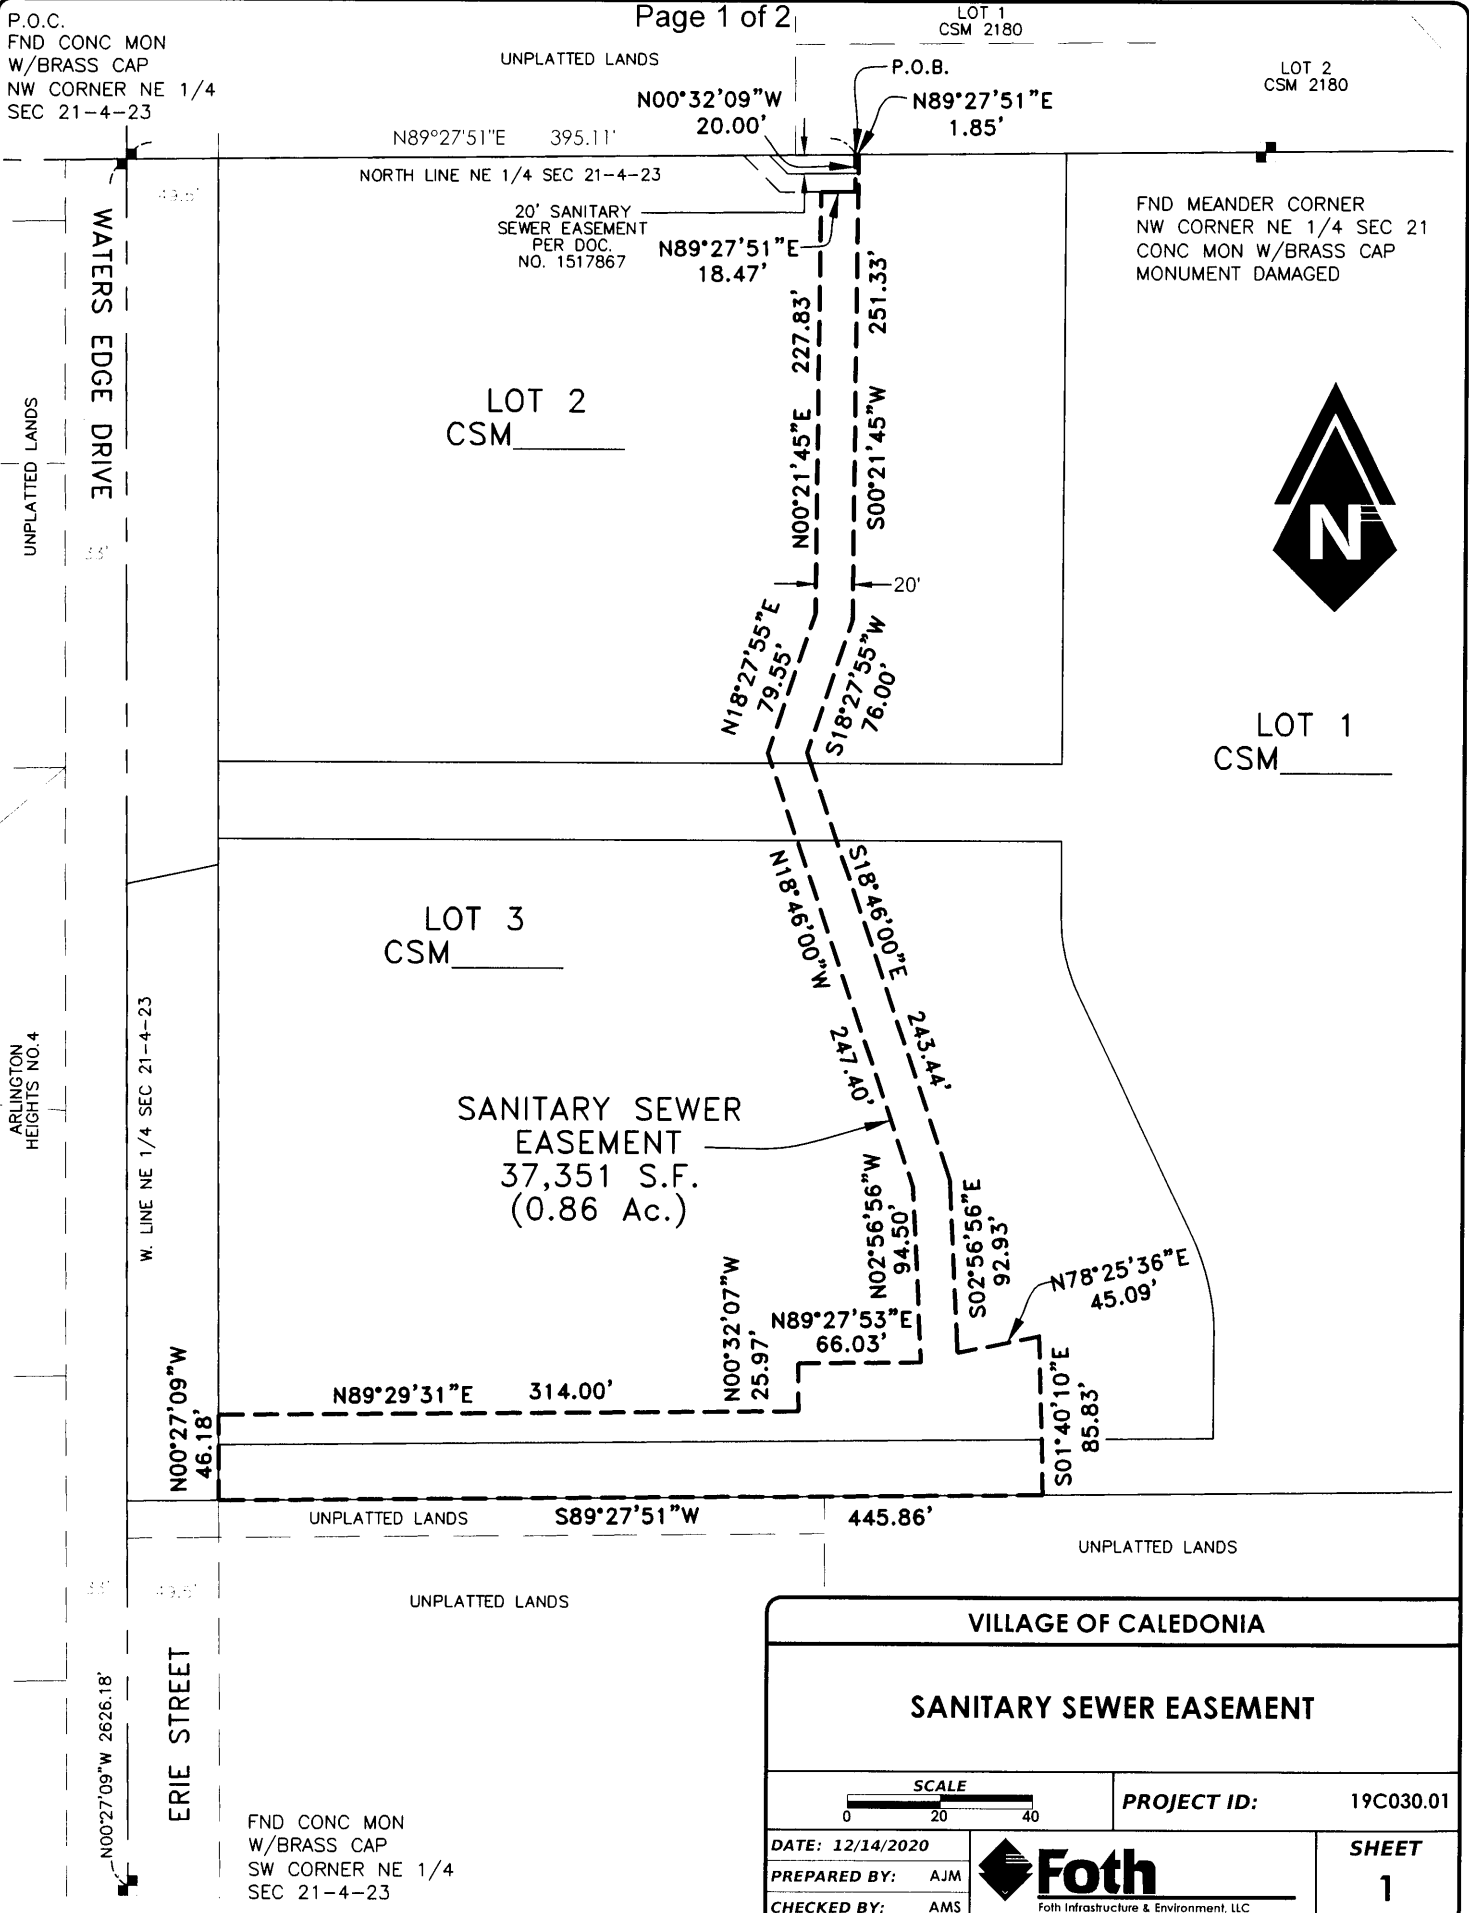 Page 1 of 2
P.O.C.
FND CONC MON
W/BRASS CAP
NW CORNER NE 1/4
SEC 21-4-23
UNPLATTED LANDS
LOT 1
CSM 2180
LOT 2
CSM 2180
P.O.B.
N00°32'09"W
20.00'
N89°27'51"E
1.85'
N89°27'51"E 395.11'
NORTH LINE NE 1/4 SEC 21-4-23
49.5'
20' SANITARY
SEWER EASEMENT
PER DOC.
NO. 1517867
N89°27'51"E
18.47'
FND MEANDER CORNER
NW CORNER NE 1/4 SEC 21
CONC MON W/BRASS CAP
MONUMENT DAMAGED
WATERS EDGE DRIVE
UNPLATTED LANDS
33'
LOT 2
CSM
N00°21'45"E 227.83'
S00°21'45"W 251.33'
20'
N
N18°27'55"E
79.55'
S18°27'55"W
76.00'
LOT 1
CSM
LOT 3
CSM
N18°46'00"W 247.40'
S18°46'00"E 243.44'
ARLINGTON
HEIGHTS NO.4
W. LINE NE 1/4 SEC 21-4-23
SANITARY SEWER
EASEMENT
37,351 S.F.
(0.86 Ac.)
N02°56'56"W
94.50'
S02°56'56"E
92.93'
N78°25'36"E
45.09'
N00°32'07"W
25.97'
N89°27'53"E
66.03'
N89°29'31"E 314.00'
N00°27'09"W
46.18'
S01°40'10"E
85.83'
UNPLATTED LANDS
S89°27'51"W 445.86'
UNPLATTED LANDS
33'
49.5'
UNPLATTED LANDS
N00°27'09"W 2626.18'
ERIE STREET
FND CONC MON
W/BRASS CAP
SW CORNER NE 1/4
SEC 21-4-23
VILLAGE OF CALEDONIA
SANITARY SEWER EASEMENT
SCALE
0 20 40
PROJECT ID: 19C030.01
DATE: 12/14/2020
PREPARED BY: AJM
CHECKED BY: AMS
Foth
Foth Infrastructure & Environment, LLC
SHEET
1